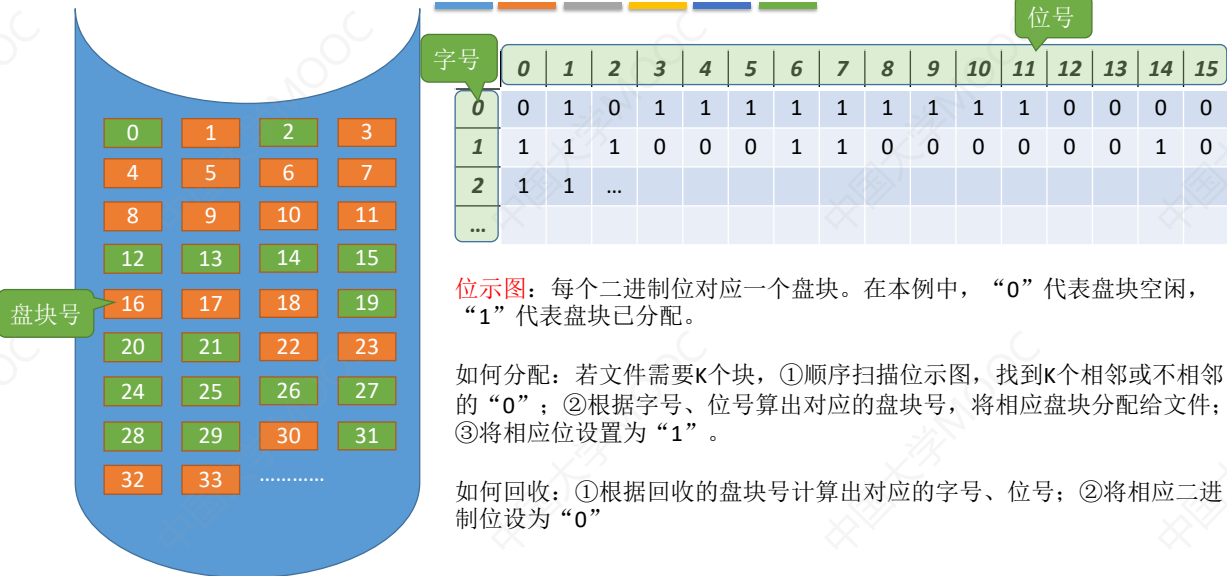 位号
字号
0 1 2 3 4 5 6 7 8 9 10 11 12 13 14 15
0 0 1 0 1 1 1 1 1 1 1 1 1 0 0 0 0
1 1 1 1 0 0 0 1 1 0 0 0 0 0 0 1 0
2 1 1 …
…
0 1 2 3
4 5 6 7
8 9 10 11
12 13 14 15
盘块号
16 17 18 19
20 21 22 23
24 25 26 27
28 29 30 31
32 33 …………
位示图：每个二进制位对应一个盘块。在本例中，“0”代表盘块空闲，
“1”代表盘块已分配。
如何分配：若文件需要K个块，①顺序扫描位示图，找到K个相邻或不相邻
的“0”；②根据字号、位号算出对应的盘块号，将相应盘块分配给文件；
③将相应位设置为“1”。
如何回收：①根据回收的盘块号计算出对应的字号、位号；②将相应二进
制位设为“0”
中国大学MOOC